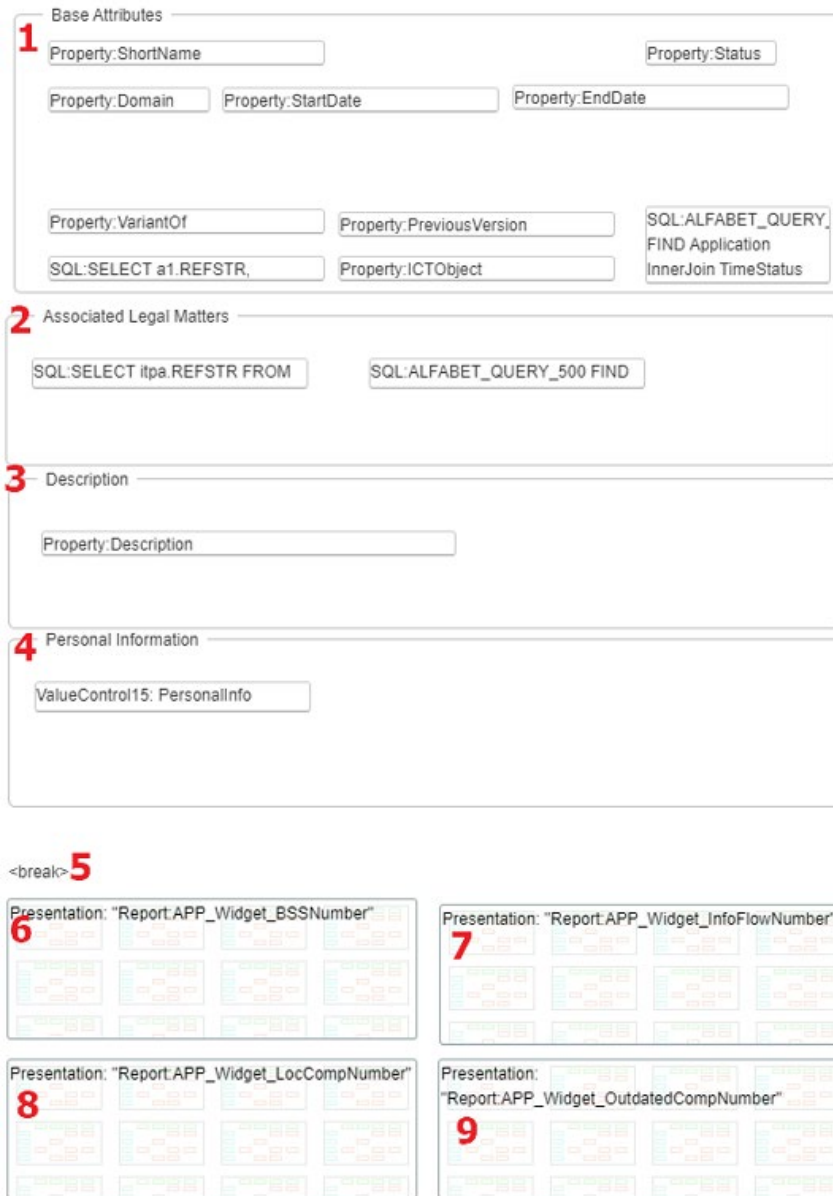 Base Attributes
1
Property:ShortName
Property:Status
Property:Domain
Property:StartDate
Property:EndDate
Property:VariantOf
Property:PreviousVersion
SQL:ALFABET_QUERY_
FIND Application
InnerJoin TimeStatus
SQL:SELECT a1.REFSTR,
Property:ICTObject
2 Associated Legal Matters
SQL:SELECT itpa.REFSTR FROM
SQL:ALFABET_QUERY_500 FIND
3 Description
Property:Description
4 Personal Information
ValueControl15: PersonalInfo
<break> 5
Presentation: "Report:APP_Widget_BSSNumber"
6
Presentation: "Report:APP_Widget_InfoFlowNumber"
7
Presentation: "Report:APP_Widget_LocCompNumber"
8
Presentation:
"Report:APP_Widget_OutdatedCompNumber"
9